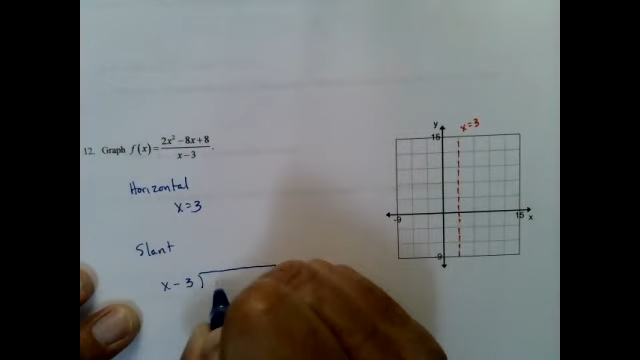 12. Graph f(x) = (2x² − 8x + 8)/(x − 3).
Horizontal
x = 3
Slant
x − 3
y
x = 3
15
-9
15
x
9